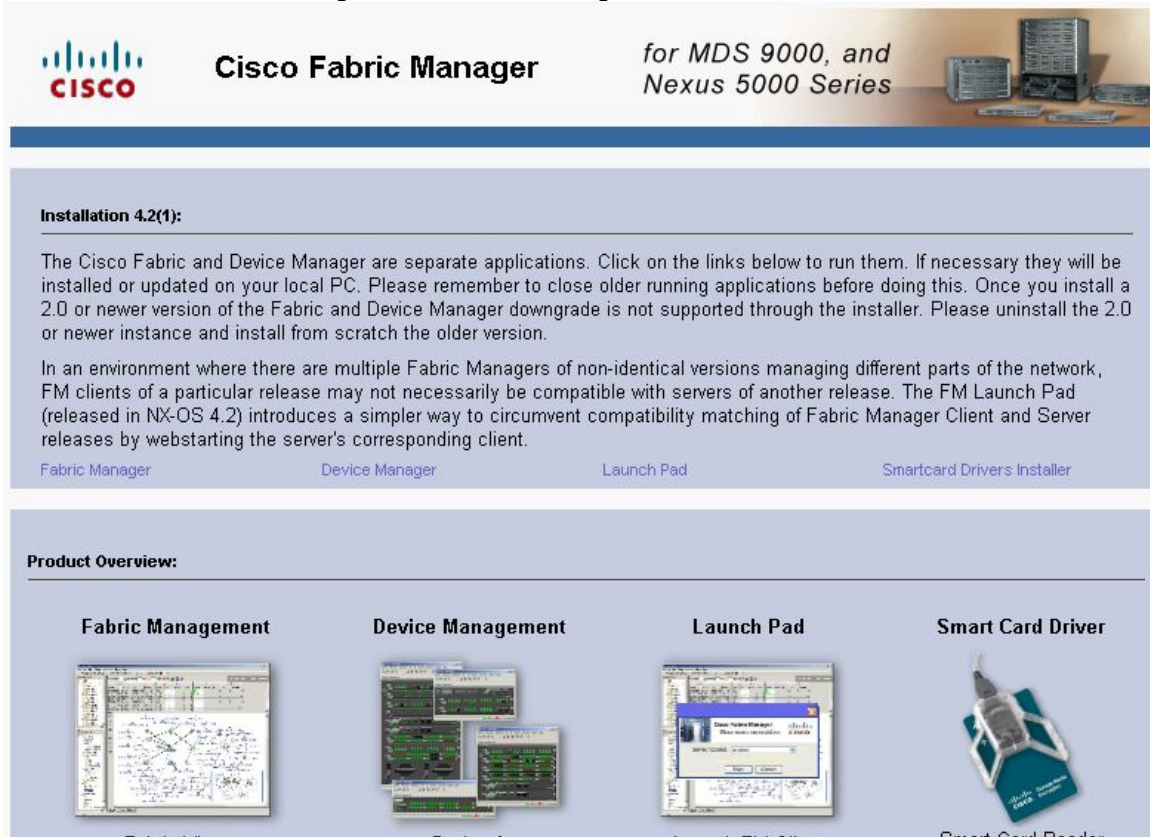 CISCO
Cisco Fabric Manager
for MDS 9000, and
Nexus 5000 Series
Installation 4.2(1):
The Cisco Fabric and Device Manager are separate applications. Click on the links below to run them. If necessary they will be
installed or updated on your local PC. Please remember to close older running applications before doing this. Once you install a
2.0 or newer version of the Fabric and Device Manager downgrade is not supported through the installer. Please uninstall the 2.0
or newer instance and install from scratch the older version.
In an environment where there are multiple Fabric Managers of non-identical versions managing different parts of the network,
FM clients of a particular release may not necessarily be compatible with servers of another release. The FM Launch Pad
(released in NX-OS 4.2) introduces a simpler way to circumvent compatibility matching of Fabric Manager Client and Server
releases by webstarting the server's corresponding client.
Fabric Manager Device Manager Launch Pad Smartcard Drivers Installer
Product Overview:
Fabric Management Device Management Launch Pad Smart Card Driver
Cisco Fabric Manager
Smart Card Reader